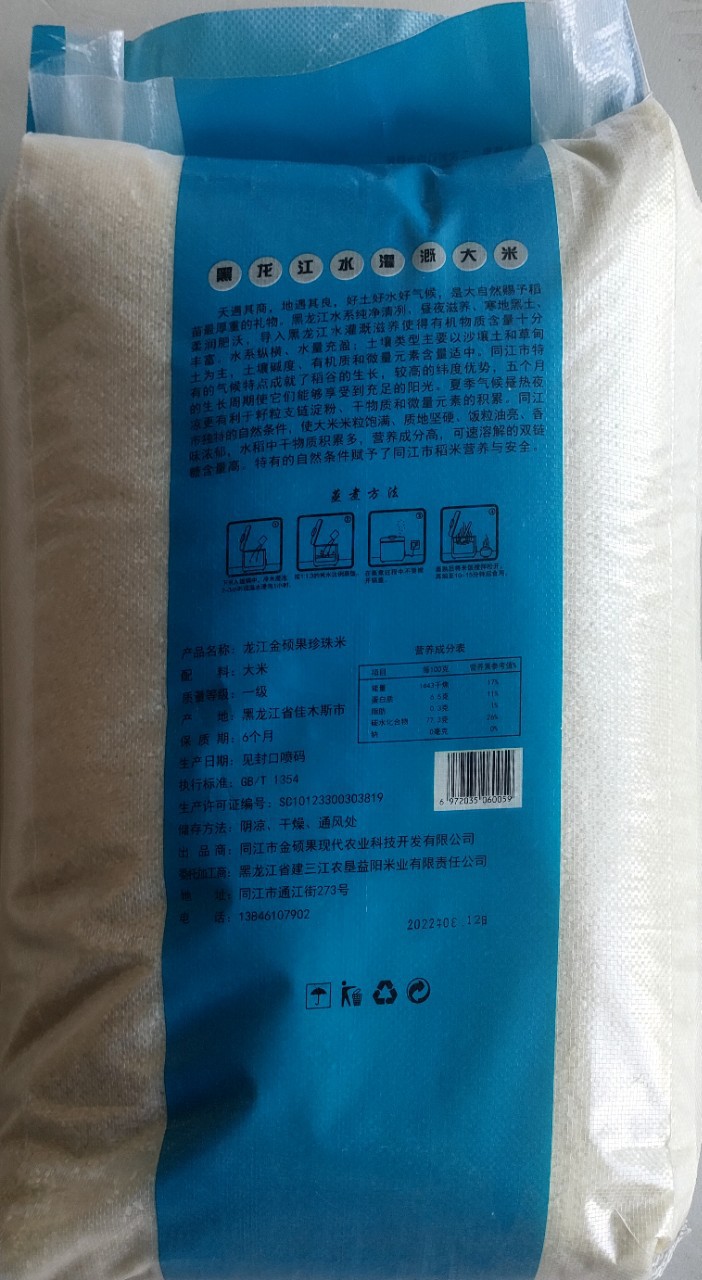 黑龙江水灌溉大米
天遇其商,地遇其良,好土好水好气候,是大自然赐予稻
苗最厚重的礼物,黑龙江水系纯净清冽,昼夜滋养、寒地黑土、
柔润肥沃,导入黑龙江水灌溉滋养使得有机物质含量十分
丰富,水系纵横、水量充盈;土壤类型主要以沙壤土和草甸
土为主,土壤碱度、有机质和微量元素含量适中,同江市特
有的气候特点成就了稻谷的生长,较高的纬度优势,五个月
的生长周期使它们能够享受到充足的阳光。夏季气候昼热夜
凉更有利于籽粒支链淀粉、干物质和微量元素的积累。同江
市独特的自然条件,使大米米粒饱满、质地坚硬、饭粒油亮、香
味浓郁,水稻中干物质积累多,营养成分高,可速溶解的双链
糖含量高。特有的自然条件赋予了同江市稻米营养与安全。
蒸煮方法
产品名称:龙江金硕果珍珠米
配 料:大米
质量等级:一级
产 地:黑龙江省佳木斯市
保 质 期:6个月
生产日期:见封口喷码
执行标准:GB/T 1354
生产许可证编号:SC10123300303819
储存方法:阴凉、干燥、通风处
出 品 商:同江市金硕果现代农业科技开发有限公司
委托加工商:黑龙江省建三江农垦益阳米业有限责任公司
地 址:同江市通江街273号
电 话:13846107902
营养成分表
项目 每100克 营养素参考值%
能量 17%
蛋白质 11%
脂肪 1%
碳水化合物 77.2克 26%
钠 0毫克 0%
6 972035 060059